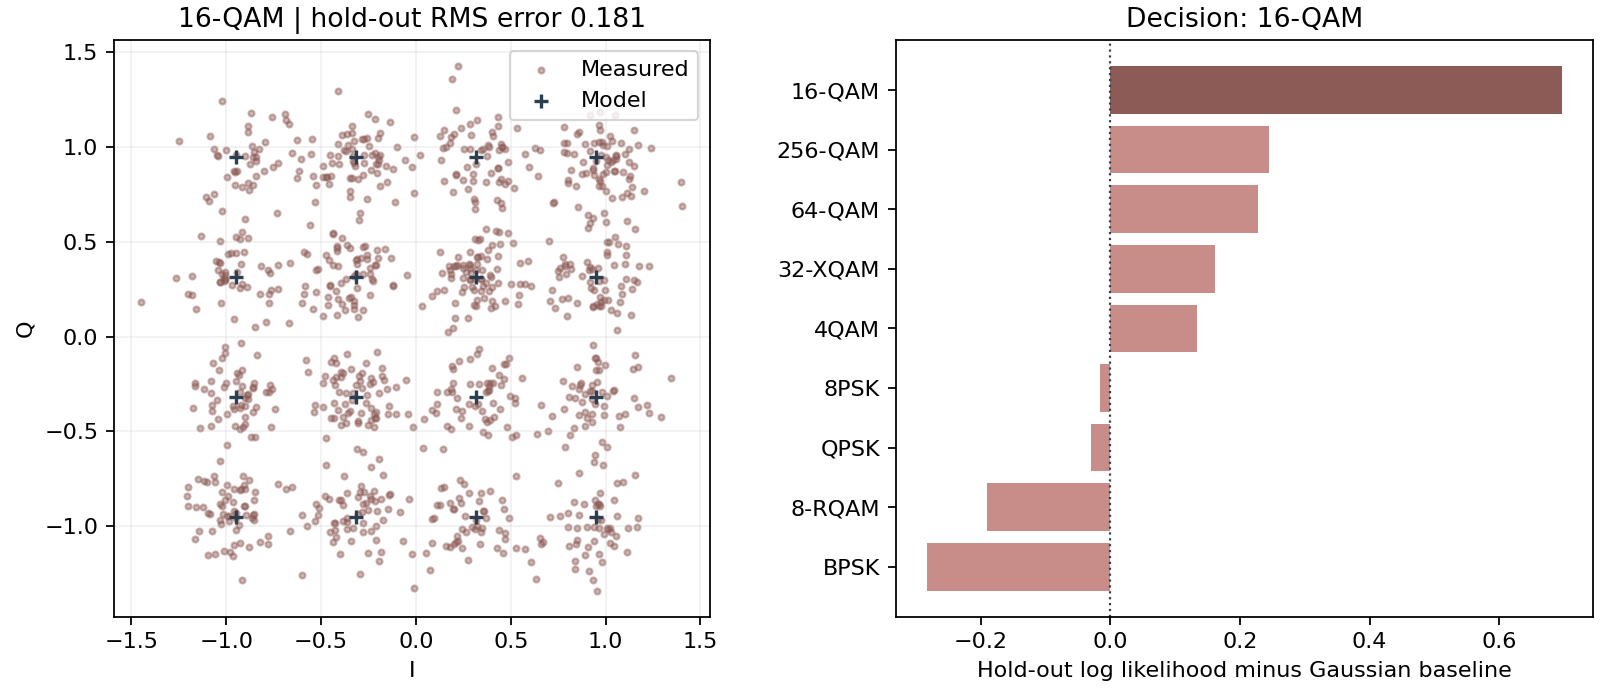 16-QAM | hold-out RMS error 0.181
Measured
Model
1.5
1.0
0.5
0.0
−0.5
−1.0
Q
−1.5
−1.0
−0.5
0.0
0.5
1.0
1.5
I
Decision: 16-QAM
16-QAM
256-QAM
64-QAM
32-XQAM
4QAM
8PSK
QPSK
8-RQAM
BPSK
−0.2
0.0
0.2
0.4
0.6
Hold-out log likelihood minus Gaussian baseline